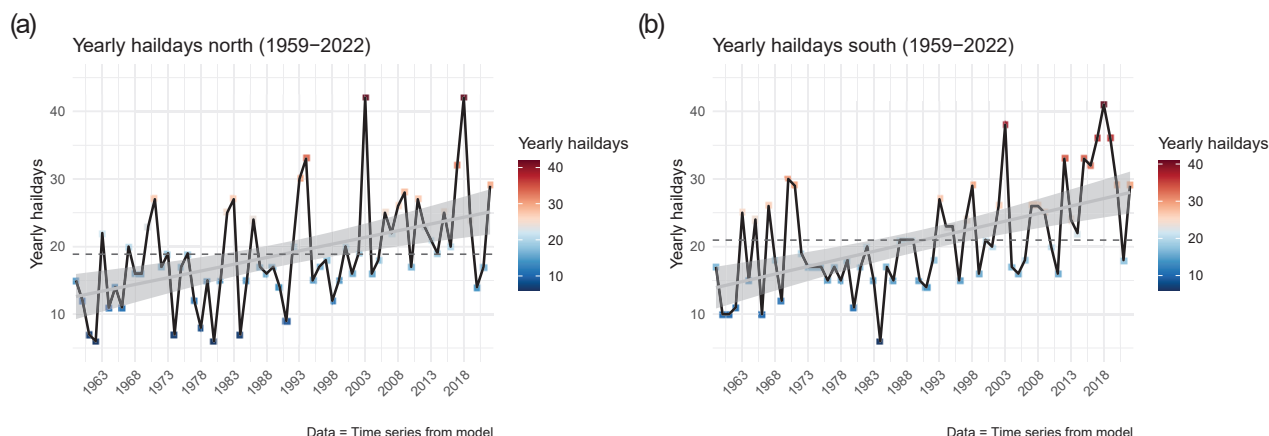 (a)
Yearly haildays north (1959−2022)
Yearly haildays
40
30
20
10
1963 1968 1973 1978 1983 1988 1993 1998 2003 2008 2013 2018
Yearly haildays
40
30
20
10
Data = Time series from model
(b)
Yearly haildays south (1959−2022)
Yearly haildays
40
30
20
10
1963 1968 1973 1978 1983 1988 1993 1998 2003 2008 2013 2018
Yearly haildays
40
30
20
10
Data = Time series from model